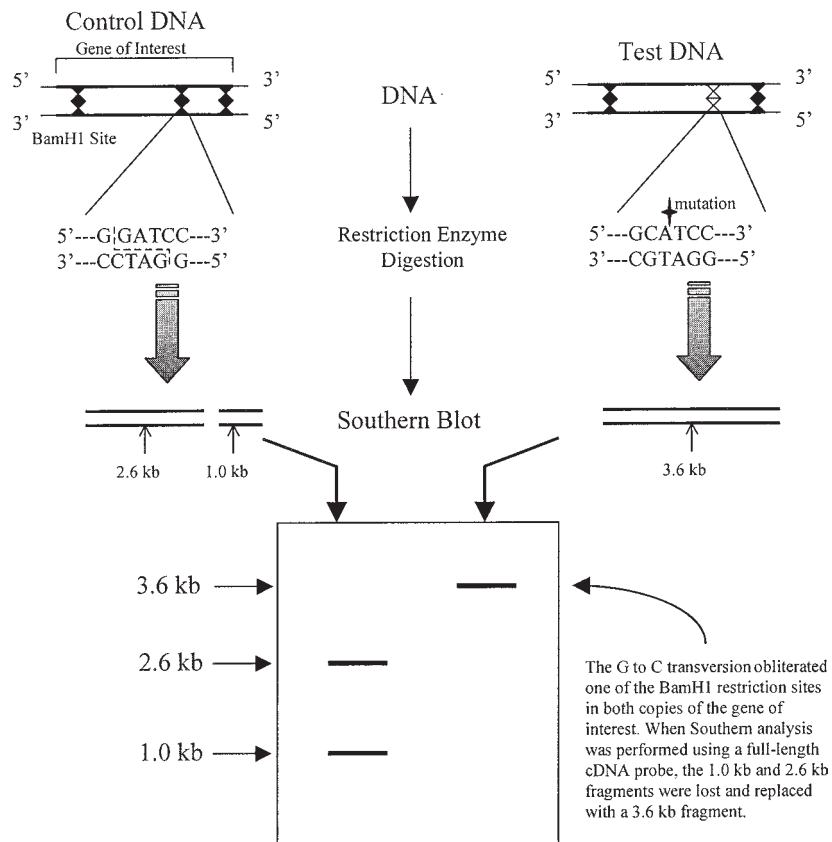 Control DNA
Gene of Interest
5’ 3’
3’ 5’
BamH1 Site
5’---G GATCC---3’
3’---CCTAG G---5’
2.6 kb 1.0 kb
DNA
Restriction Enzyme
Digestion
Southern Blot
Test DNA
5’ 3’
3’ 5’
mutation
5’---GCATCC---3’
3’---CGTAGG---5’
3.6 kb
3.6 kb
2.6 kb
1.0 kb
The G to C transversion obliterated
one of the BamH1 restriction sites
in both copies of the gene of
interest. When Southern analysis
was performed using a full-length
cDNA probe, the 1.0 kb and 2.6 kb
fragments were lost and replaced
with a 3.6 kb fragment.